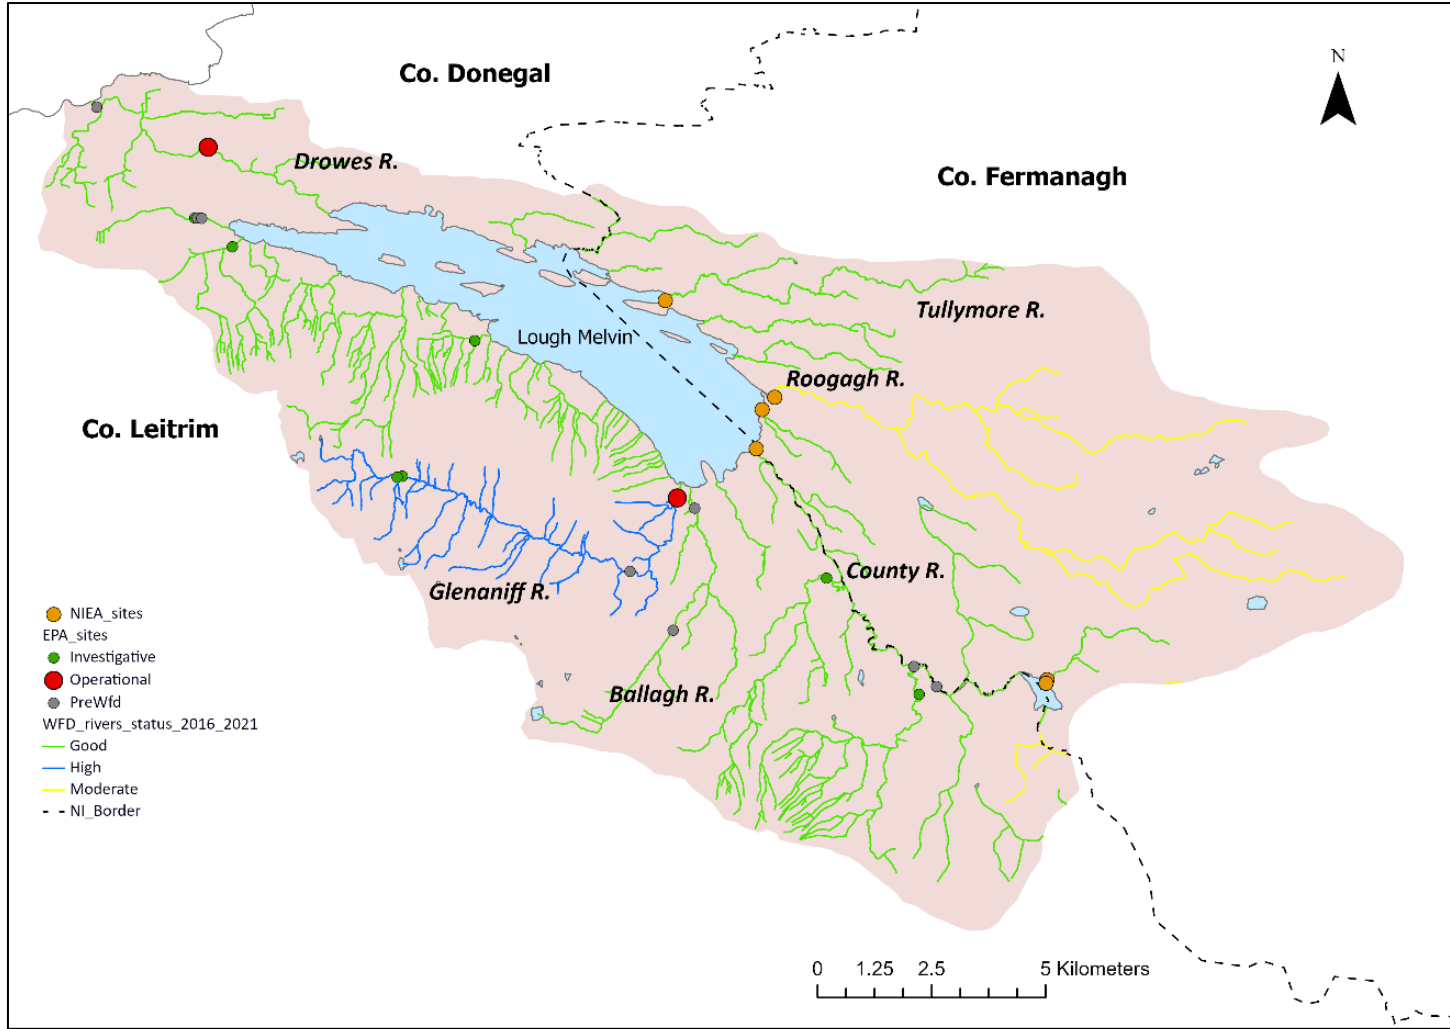 N
Co. Donegal
Drowes R.
Co. Fermanagh
Tullymore R.
Lough Melvin
Roogagh R.
Co. Leitrim
County R.
Glenaniff R.
Ballagh R.
NIEA_sites
EPA_sites
Investigative
Operational
PreWfd
WFD_rivers_status_2016_2021
Good
High
Moderate
NI_Border
0 1.25 2.5 5 Kilometers